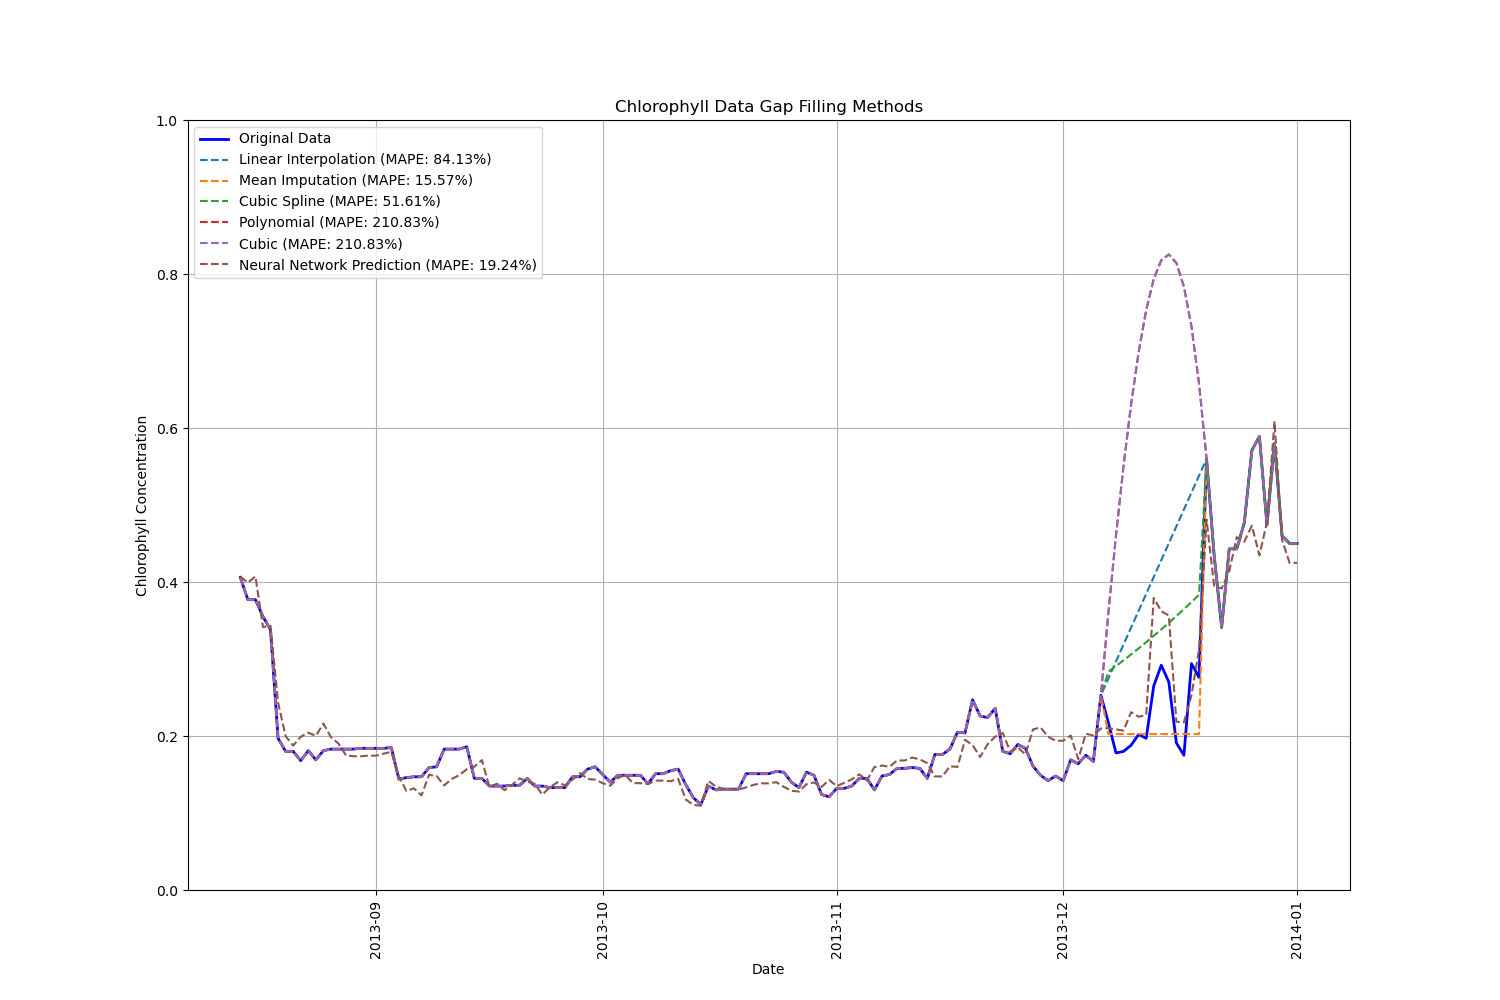 Chlorophyll Data Gap Filling Methods
1.0
0.8
0.6
0.4
0.2
0.0
Chlorophyll Concentration
Original Data
Linear Interpolation (MAPE: 84.13%)
Mean Imputation (MAPE: 15.57%)
Cubic Spline (MAPE: 51.61%)
Polynomial (MAPE: 210.83%)
Cubic (MAPE: 210.83%)
Neural Network Prediction (MAPE: 19.24%)
2013-09
2013-10
2013-11
2013-12
2014-01
Date